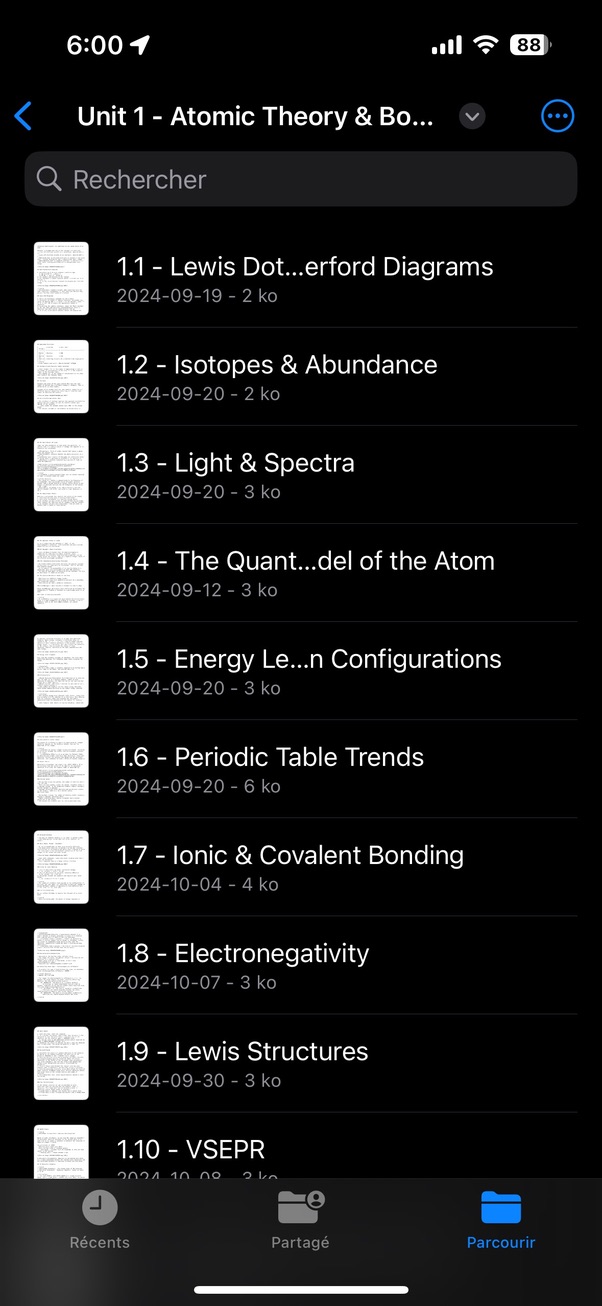 6:00
88
Unit 1 - Atomic Theory & Bo...
Rechercher
1.1 - Lewis Dot...erford Diagrams
2024-09-19 - 2 ko
1.2 - Isotopes & Abundance
2024-09-20 - 2 ko
1.3 - Light & Spectra
2024-09-20 - 3 ko
1.4 - The Quant...del of the Atom
2024-09-12 - 3 ko
1.5 - Energy Le...n Configurations
2024-09-20 - 3 ko
1.6 - Periodic Table Trends
2024-09-20 - 6 ko
1.7 - Ionic & Covalent Bonding
2024-10-04 - 4 ko
1.8 - Electronegativity
2024-10-07 - 3 ko
1.9 - Lewis Structures
2024-09-30 - 3 ko
1.10 - VSEPR
2024-10-08 - 3 ko
Récents
Partagé
Parcourir